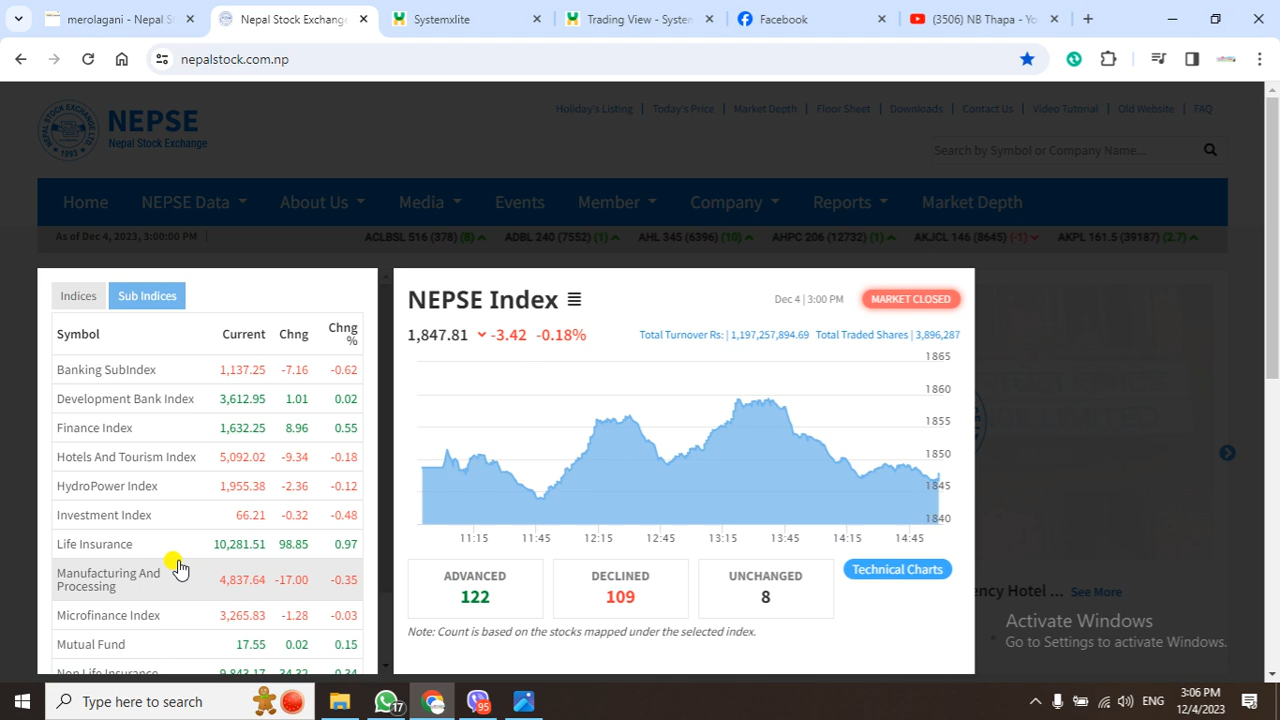 merolagani - Nepal St
Nepal Stock Exchange
Systemxlite
Trading View - System
Facebook
(3506) NB Thapa - Yo
nepalstock.com.np
Holiday's Listing | Today's Price | Market Depth | Floor Sheet | Downloads | Contact Us | Video Tutorial | Old Website | FAQ
NEPSE
Nepal Stock Exchange
Search by Symbol or Company Name....
Home NEPSE Data About Us Media Events Member Company Reports Market Depth
As of Dec 4, 2023, 3:00:00 PM
ACLBSL 516 (378) (8) ADBL 240 (7552) (1) AHL 345 (6396) (10) AHPC 206 (12732) (1) AKJCL 146 (8645) (-1) AKPL 161.5 (39187) (2.7)
Indices Sub Indices
Symbol Current Chng Chng %
Banking SubIndex 1,137.25 -7.16 -0.62
Development Bank Index 3,612.95 1.01 0.02
Finance Index 1,632.25 8.96 0.55
Hotels And Tourism Index 5,092.02 -9.34 -0.18
HydroPower Index 1,955.38 -2.36 -0.12
Investment Index 66.21 -0.32 -0.48
Life Insurance 10,281.51 98.85 0.97
Manufacturing And Processing 4,837.64 -17.00 -0.35
Microfinance Index 3,265.83 -1.28 -0.03
Mutual Fund 17.55 0.02 0.15
Non Life Insurance 9,843.17 34.32 0.34
NEPSE Index
Dec 4 | 3:00 PM MARKET CLOSED
1,847.81 -3.42 -0.18%
Total Turnover Rs: | 1,197,257,894.69 Total Traded Shares | 3,896,287
1865
1860
1855
1850
1845
1840
11:15 11:45 12:15 12:45 13:15 13:45 14:15 14:45
ADVANCED
122
DECLINED
109
UNCHANGED
8
Technical Charts
Note: Count is based on the stocks mapped under the selected index.
ency Hotel ... See More
Activate Windows
Go to Settings to activate Windows.
Type here to search
17
95
ENG
3:06 PM
12/4/2023